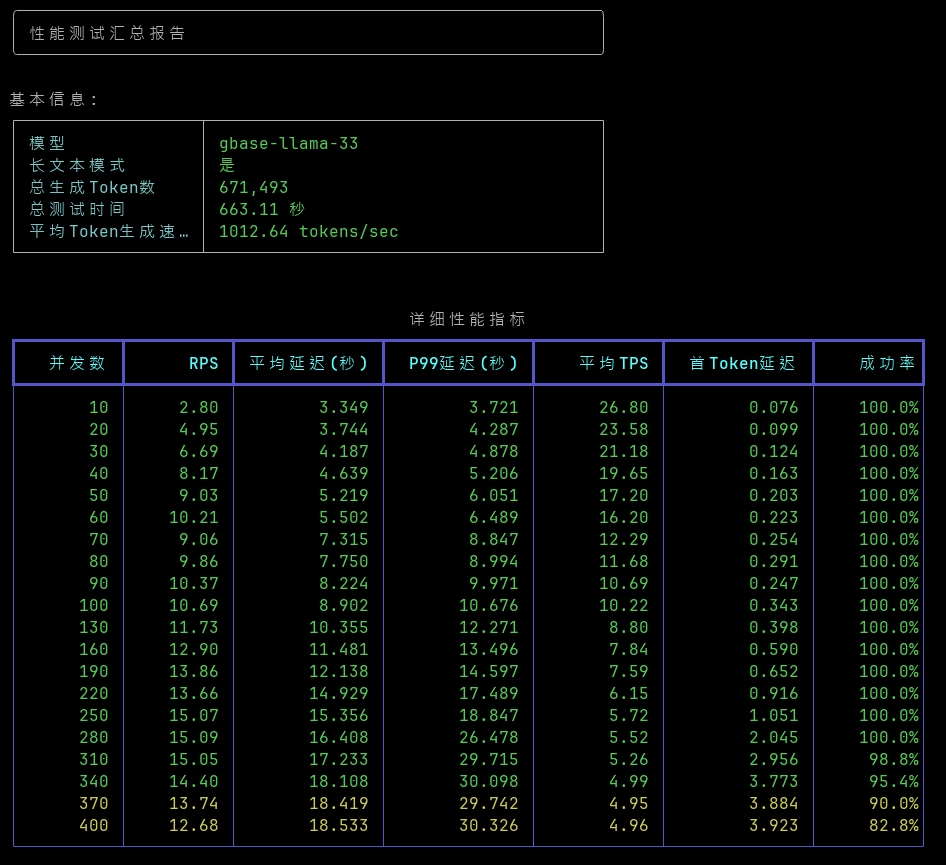 性能测试汇总报告
基本信息:
模型 gbase-llama-33
长文本模式 是
总生成Token数 671,493
总测试时间 663.11 秒
平均Token生成速… 1012.64 tokens/sec
详细性能指标
并发数 RPS 平均延迟(秒) P99延迟(秒) 平均TPS 首Token延迟 成功率
10 2.80 3.349 3.721 26.80 0.076 100.0%
20 4.95 3.744 4.287 23.58 0.099 100.0%
30 6.69 4.187 4.878 21.18 0.124 100.0%
40 8.17 4.639 5.206 19.65 0.163 100.0%
50 9.03 5.219 6.051 17.20 0.203 100.0%
60 10.21 5.502 6.489 16.20 0.223 100.0%
70 9.06 7.315 8.847 12.29 0.254 100.0%
80 9.86 7.750 8.994 11.68 0.291 100.0%
90 10.37 8.224 9.971 10.69 0.247 100.0%
100 10.69 8.902 10.676 10.22 0.343 100.0%
130 11.73 10.355 12.271 8.80 0.398 100.0%
160 12.90 11.481 13.496 7.84 0.590 100.0%
190 13.86 12.138 14.597 7.59 0.652 100.0%
220 13.66 14.929 17.489 6.15 0.916 100.0%
250 15.07 15.356 18.847 5.72 1.051 100.0%
280 15.09 16.408 26.478 5.52 2.045 100.0%
310 15.05 17.233 29.715 5.26 2.956 98.8%
340 14.40 18.108 30.098 4.99 3.773 95.4%
370 13.74 18.419 29.742 4.95 3.884 90.0%
400 12.68 18.533 30.326 4.96 3.923 82.8%